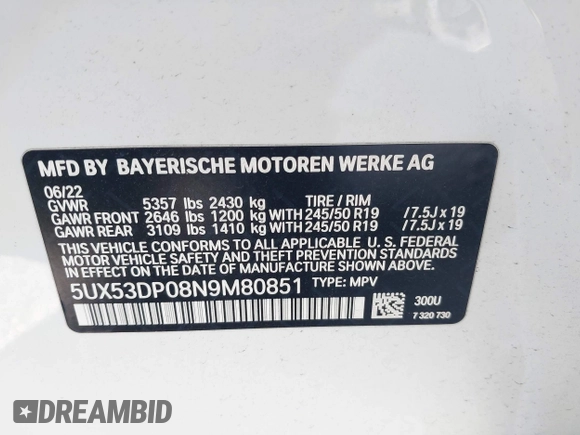 MFD BY BAYERISCHE MOTOREN WERKE AG
06/22
GVWR 5357 lbs 2430 kg TIRE / RIM
GAWR FRONT 2646 lbs 1200 kg WITH 245/50 R19 /7.5J x 19
GAWR REAR 3109 lbs 1410 kg WITH 245/50 R19 /7.5J x 19
THIS VEHICLE CONFORMS TO ALL APPLICABLE U. S. FEDERAL
MOTOR VEHICLE SAFETY STANDARDS IN EFFECT ON THE
DATE OF MANUFACTURE SHOWN ABOVE.
5UX53DP08N9M80851 TYPE: MPV
300U
7 320 730
DREAMBID